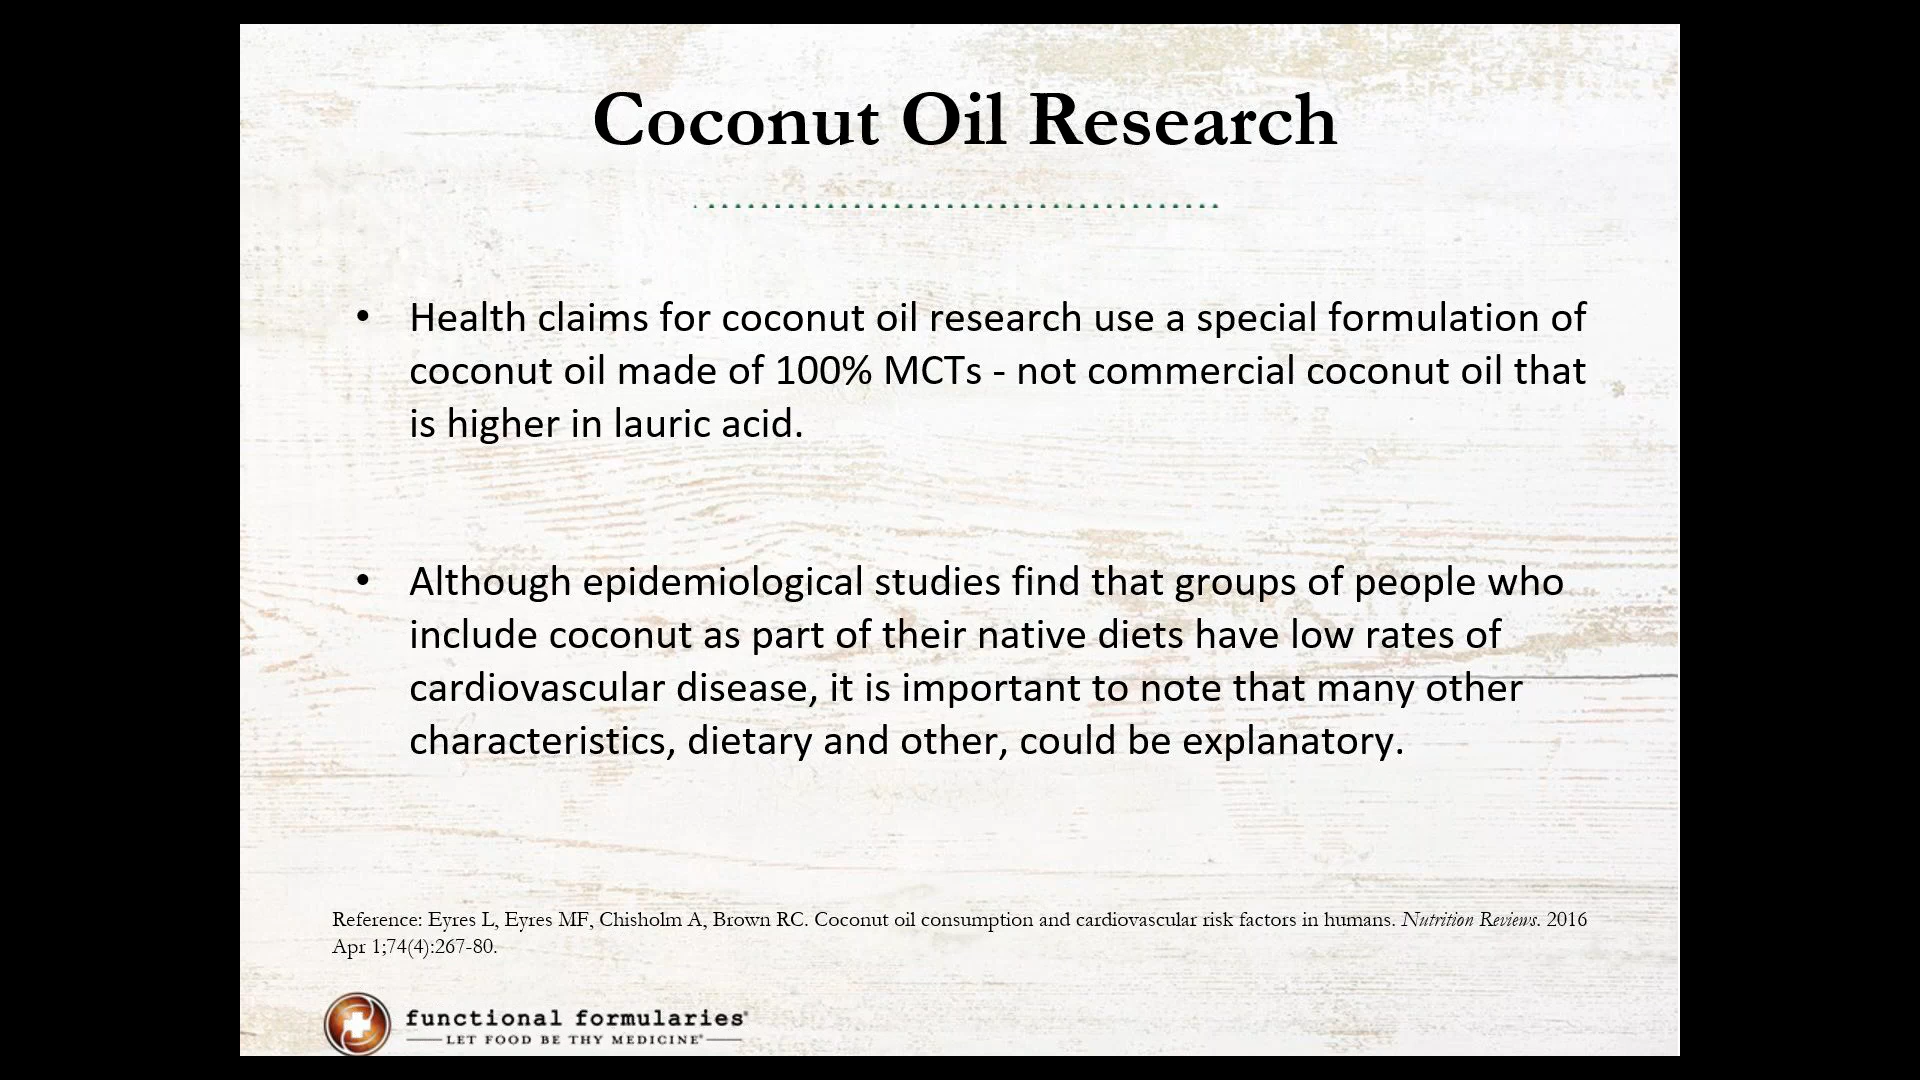 Coconut Oil Research
• Health claims for coconut oil research use a special formulation of
coconut oil made of 100% MCTs - not commercial coconut oil that
is higher in lauric acid.
• Although epidemiological studies find that groups of people who
include coconut as part of their native diets have low rates of
cardiovascular disease, it is important to note that many other
characteristics, dietary and other, could be explanatory.
Reference: Eyres L, Eyres MF, Chisholm A, Brown RC. Coconut oil consumption and cardiovascular risk factors in humans. Nutrition Reviews. 2016
Apr 1;74(4):267-80.
functional formularies®
LET FOOD BE THY MEDICINE®